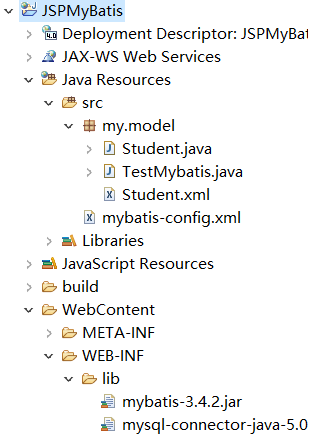 JSPMyBatis
Deployment Descriptor: JSPMyBat
JAX-WS Web Services
Java Resources
src
my.model
Student.java
TestMybatis.java
Student.xml
mybatis-config.xml
Libraries
JavaScript Resources
build
WebContent
META-INF
WEB-INF
lib
mybatis-3.4.2.jar
mysql-connector-java-5.0